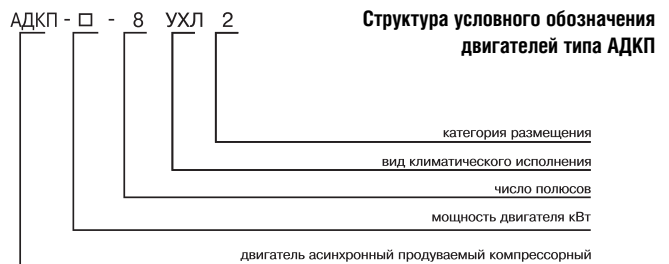 АДКП - □ - 8 УХЛ 2
Структура условного обозначения
двигателей типа АДКП
категория размещения
вид климатического исполнения
число полюсов
мощность двигателя кВт
двигатель асинхронный продуваемый компрессорный